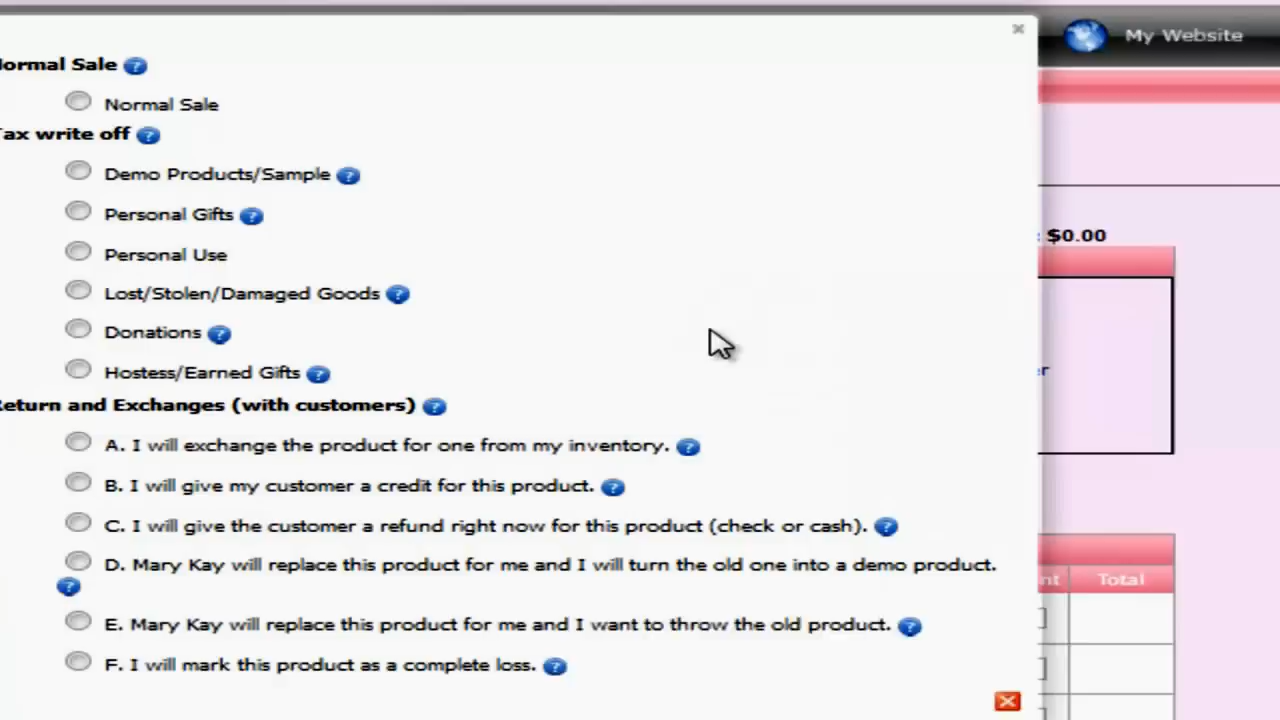 My Website
ormal Sale
Normal Sale
ax write off
Demo Products/Sample
Personal Gifts
: $0.00
Personal Use
Lost/Stolen/Damaged Goods
Donations
Hostess/Earned Gifts
er
eturn and Exchanges (with customers)
A. I will exchange the product for one from my inventory.
B. I will give my customer a credit for this product.
C. I will give the customer a refund right now for this product (check or cash).
D. Mary Kay will replace this product for me and I will turn the old one into a demo product.
nt Total
E. Mary Kay will replace this product for me and I want to throw the old product.
F. I will mark this product as a complete loss.